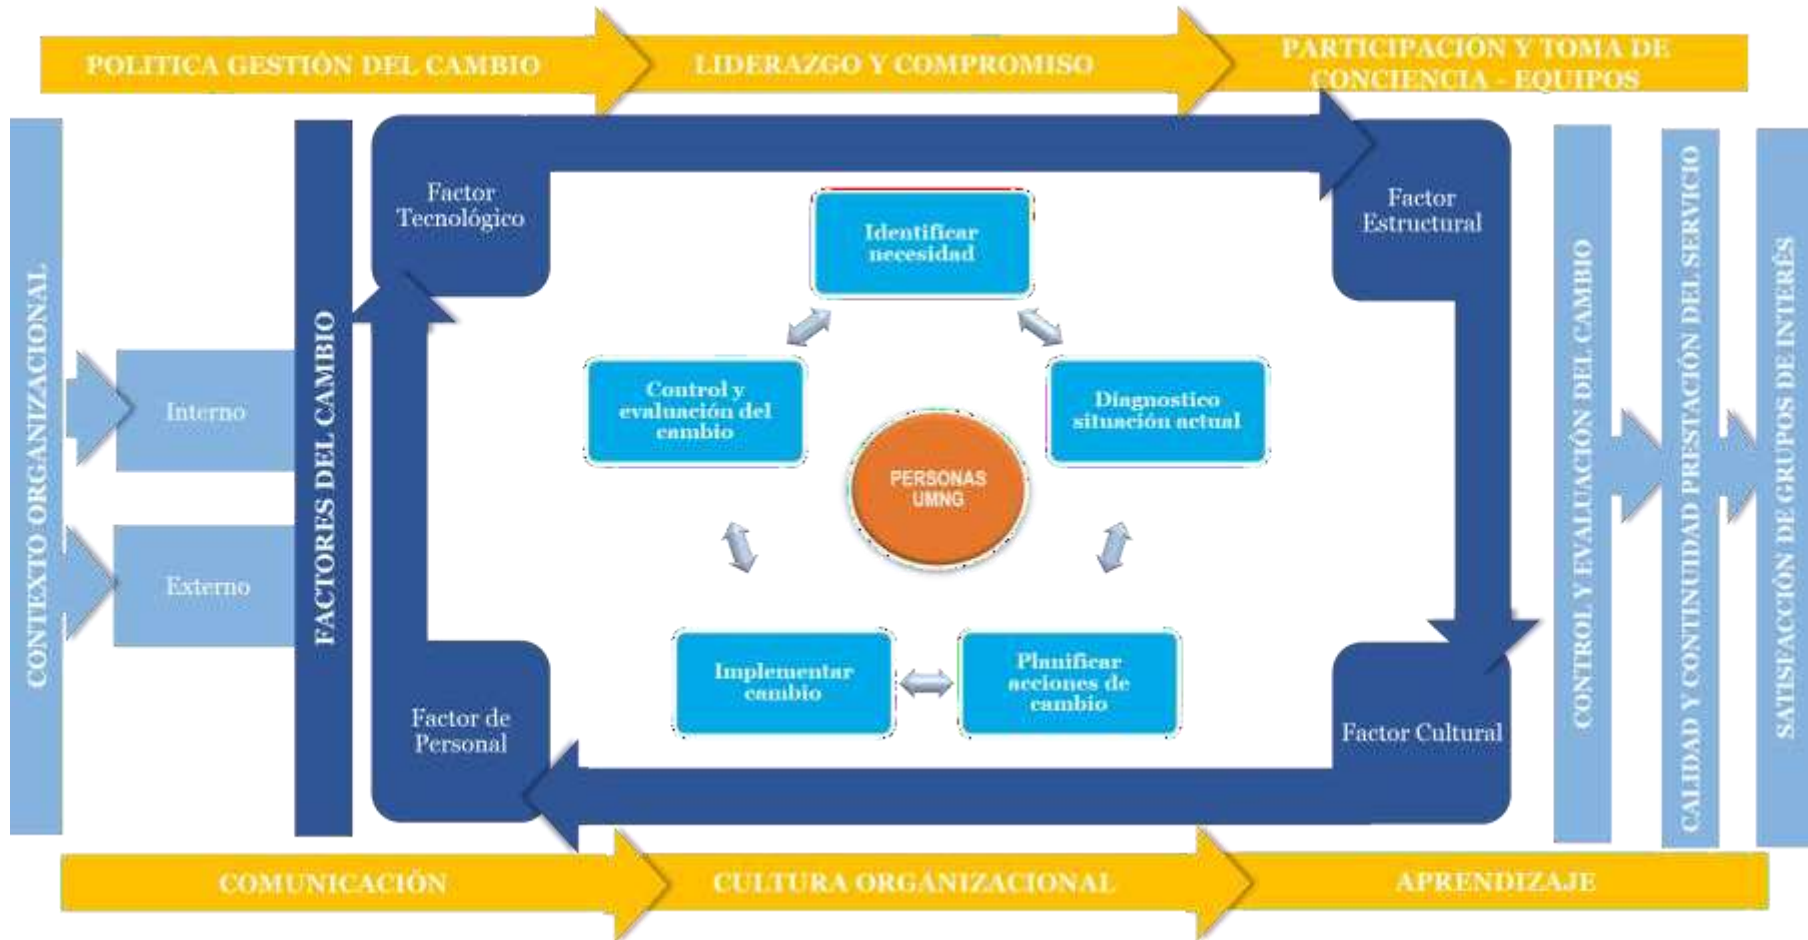 POLITICA GESTIÓN DEL CAMBIO
LIDERAZGO Y COMPROMISO
PARTICIPACIÓN Y TOMA DE
CONCIENCIA - EQUIPOS
CONTEXTO ORGANIZACIONAL
Interno
Externo
FACTORES DEL CAMBIO
Factor
Tecnológico
Factor
Estructural
Identificar
necesidad
Control y
evaluación del
cambio
Diagnostico
situación actual
PERSONAS
UMNG
Implementar
cambio
Planificar
acciones de
cambio
Factor de
Personal
Factor Cultural
CONTROL Y EVALUACIÓN DEL CAMBIO
CALIDAD Y CONTINUIDAD PRESTACIÓN DEL SERVICIO
SATISFACCIÓN DE GRUPOS DE INTERÉS
COMUNICACIÓN
CULTURA ORGÁNIZACIONAL
APRENDIZAJE